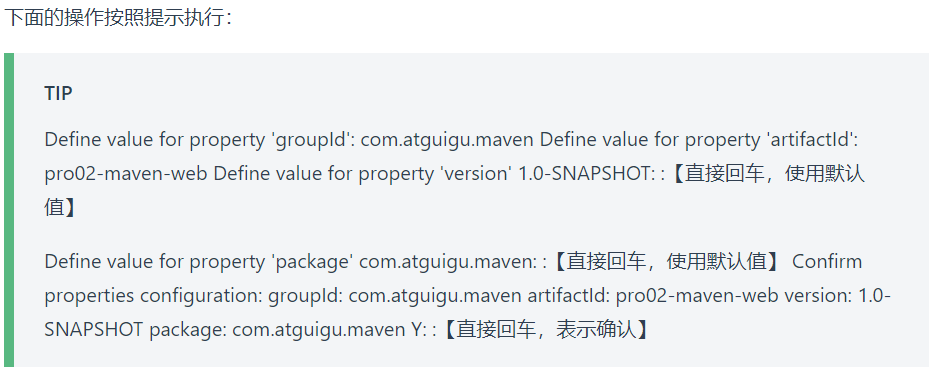 下面的操作按照提示执行：
TIP
Define value for property 'groupId': com.atguigu.maven Define value for property 'artifactId':
pro02-maven-web Define value for property 'version' 1.0-SNAPSHOT: :【直接回车，使用默认
值】
Define value for property 'package' com.atguigu.maven: :【直接回车，使用默认值】 Confirm
properties configuration: groupId: com.atguigu.maven artifactId: pro02-maven-web version: 1.0-
SNAPSHOT package: com.atguigu.maven Y: :【直接回车，表示确认】